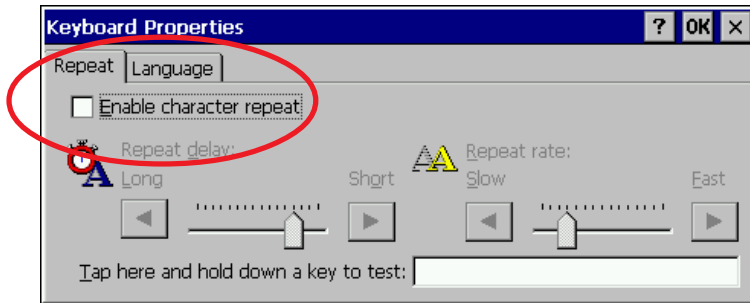 Keyboard Properties ? OK ×
Repeat Language
Enable character repeat
Repeat delay: Repeat rate:
Long Short Slow Fast
Tap here and hold down a key to test: